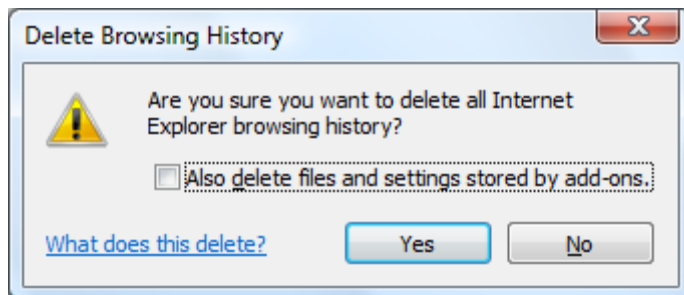 Delete Browsing History
Are you sure you want to delete all Internet
Explorer browsing history?
Also delete files and settings stored by add-ons.
What does this delete?
Yes
No